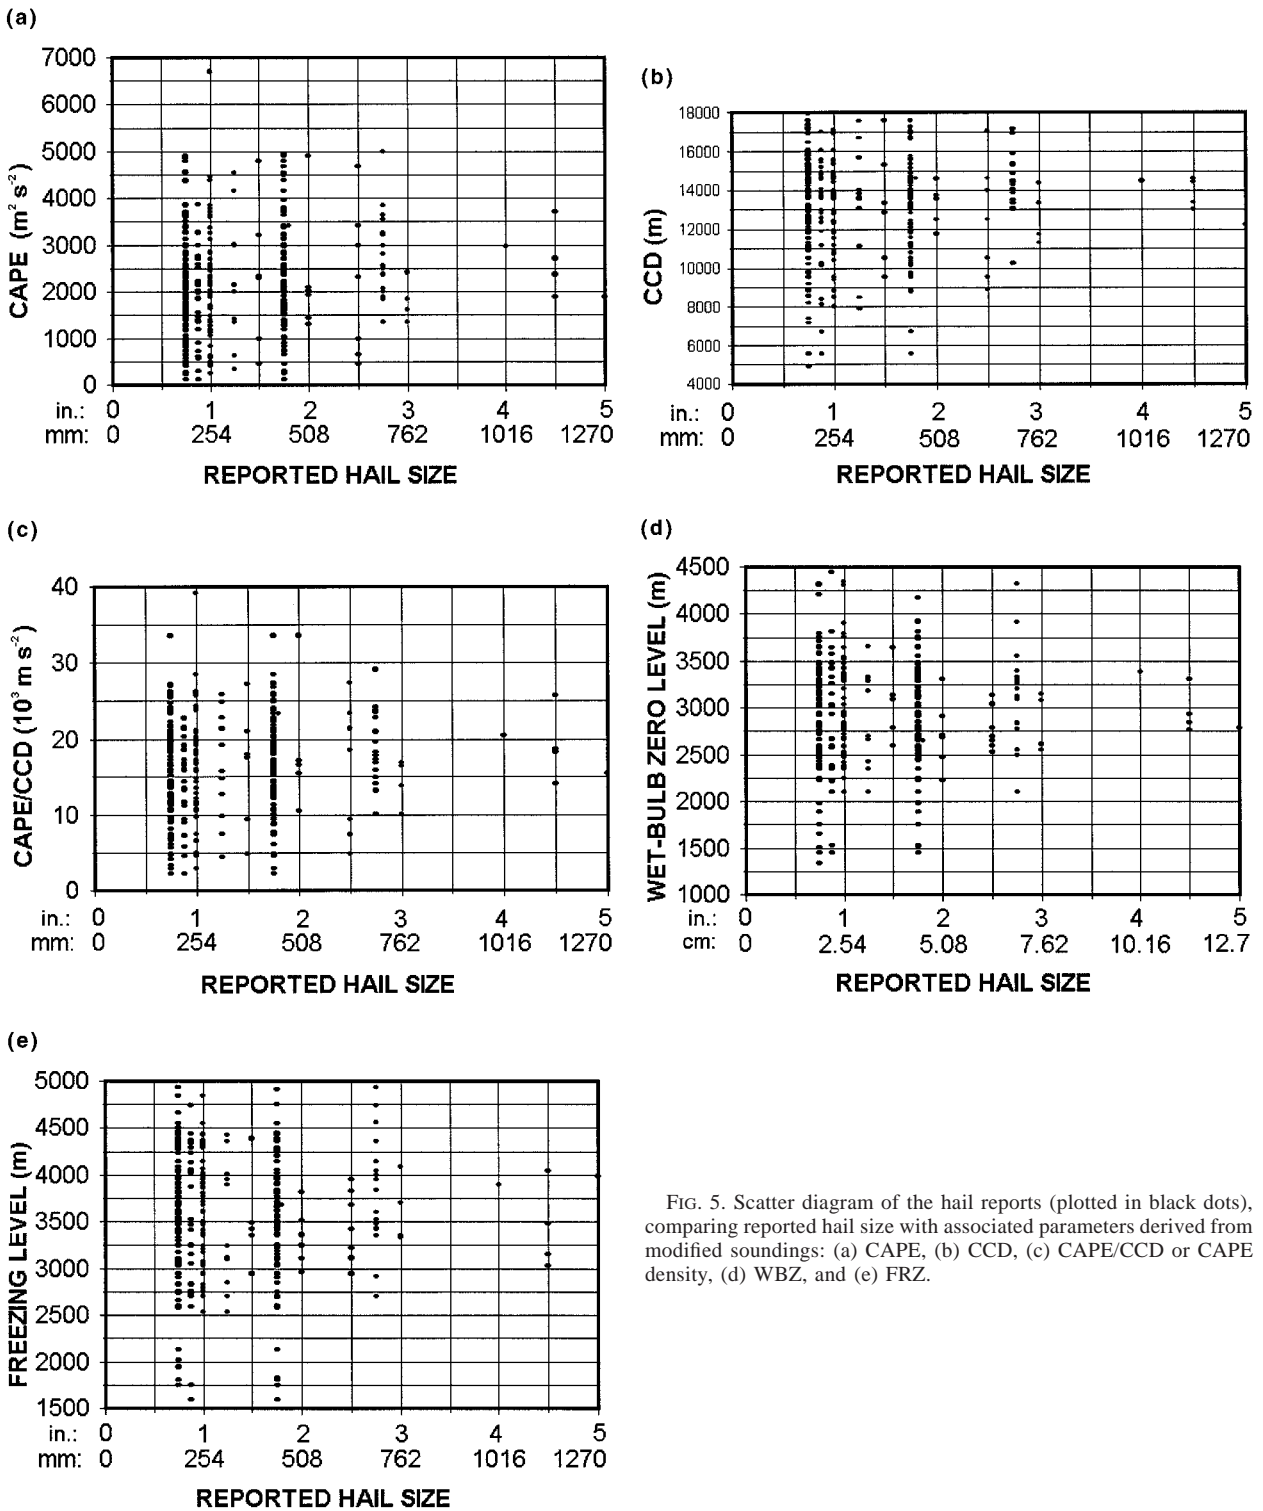 (a)
7000
6000
5000
4000
3000
2000
1000
0
CAPE (m² s⁻²)
in.: 0 1 2 3 4 5
mm: 0 254 508 762 1016 1270
REPORTED HAIL SIZE
(b)
18000
16000
14000
12000
10000
8000
6000
4000
CCD (m)
in.: 0 1 2 3 4 5
mm: 0 254 508 762 1016 1270
REPORTED HAIL SIZE
(c)
40
30
20
10
0
CAPE/CCD (10³ m s⁻²)
in.: 0 1 2 3 4 5
mm: 0 254 508 762 1016 1270
REPORTED HAIL SIZE
(d)
4500
4000
3500
3000
2500
2000
1500
1000
WET-BULB ZERO LEVEL (m)
in.: 0 1 2 3 4 5
cm: 0 2.54 5.08 7.62 10.16 12.7
REPORTED HAIL SIZE
(e)
5000
4500
4000
3500
3000
2500
2000
1500
FREEZING LEVEL (m)
in.: 0 1 2 3 4 5
mm: 0 254 508 762 1016 1270
REPORTED HAIL SIZE
FIG. 5. Scatter diagram of the hail reports (plotted in black dots),
comparing reported hail size with associated parameters derived from
modified soundings: (a) CAPE, (b) CCD, (c) CAPE/CCD or CAPE
density, (d) WBZ, and (e) FRZ.